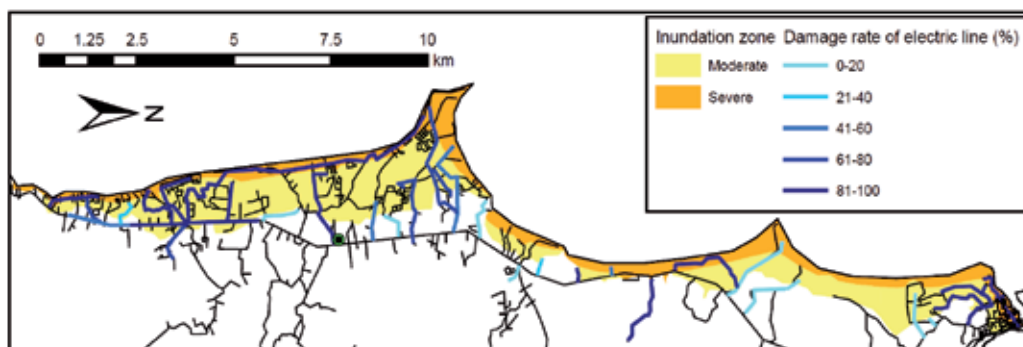 0 1.25 2.5 5 7.5 10
km
N
Inundation zone Damage rate of electric line (%)
Moderate 0-20
Severe 21-40
41-60
61-80
81-100